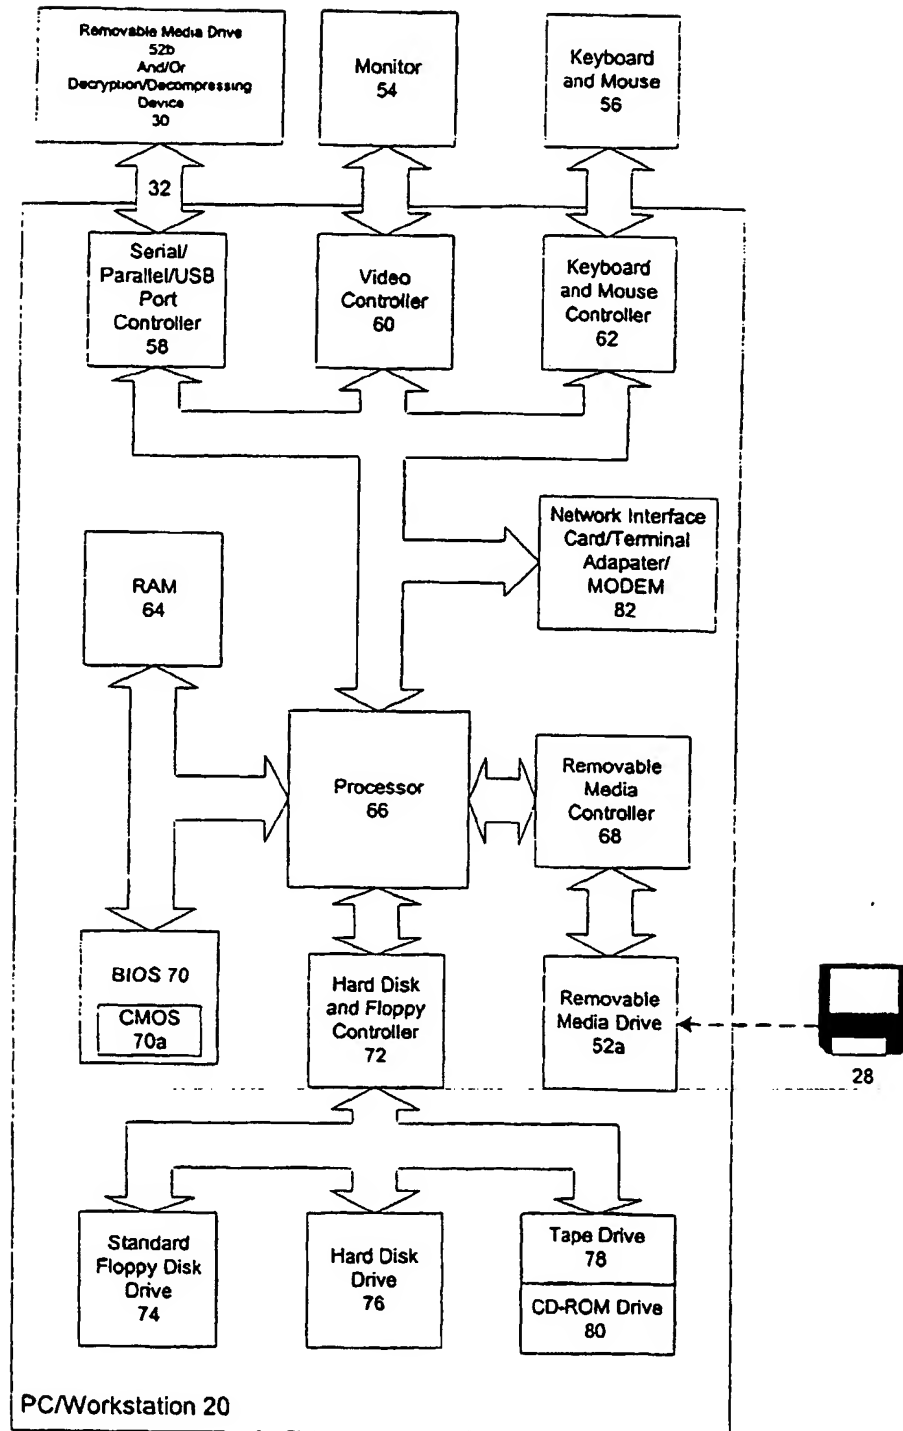 Removable Media Drive
52b
And/Or
Decryption/Decompressing
Device
30
Monitor
54
Keyboard
and Mouse
56
32
Serial/
Parallel/USB
Port
Controller
58
Video
Controller
60
Keyboard
and Mouse
Controller
62
Network Interface
Card/Terminal
Adapater/
MODEM
82
RAM
64
Processor
66
Removable
Media
Controller
68
BIOS 70
CMOS
70a
Hard Disk
and Floppy
Controller
72
Removable
Media Drive
52a
28
Standard
Floppy Disk
Drive
74
Hard Disk
Drive
76
Tape Drive
78
CD-ROM Drive
80
PC/Workstation 20